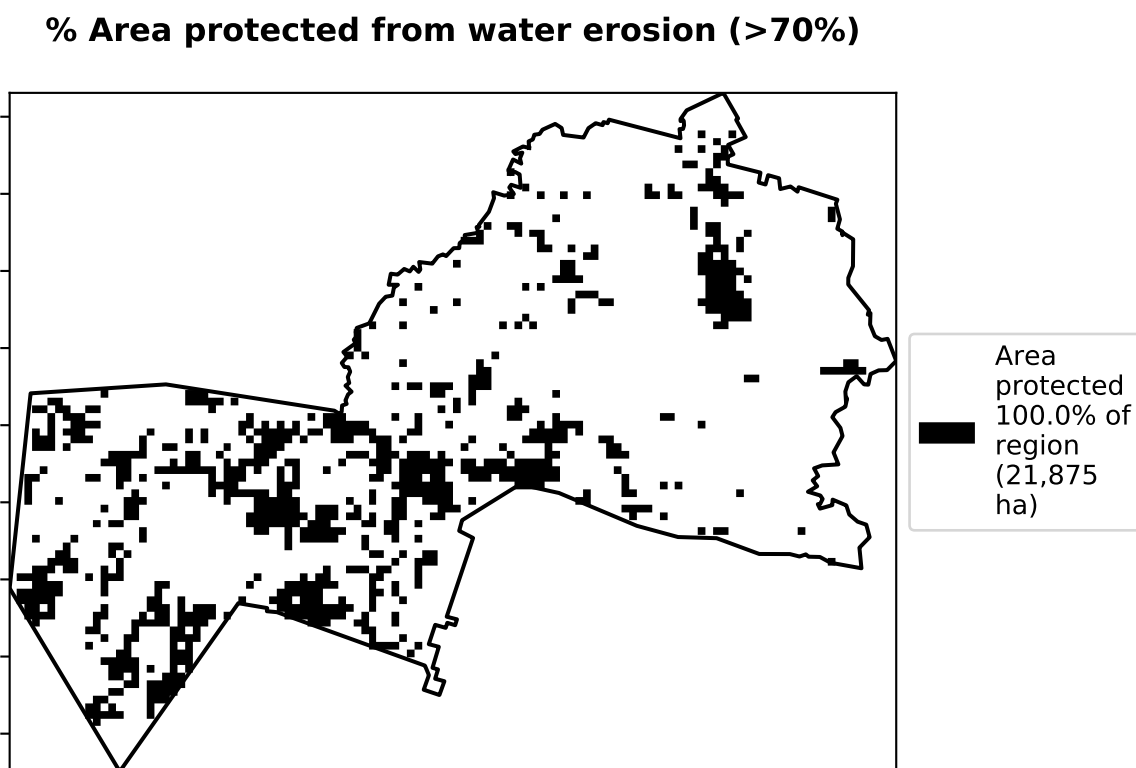 % Area protected from water erosion (>70%)
Area
protected
100.0% of
region
(21,875
ha)